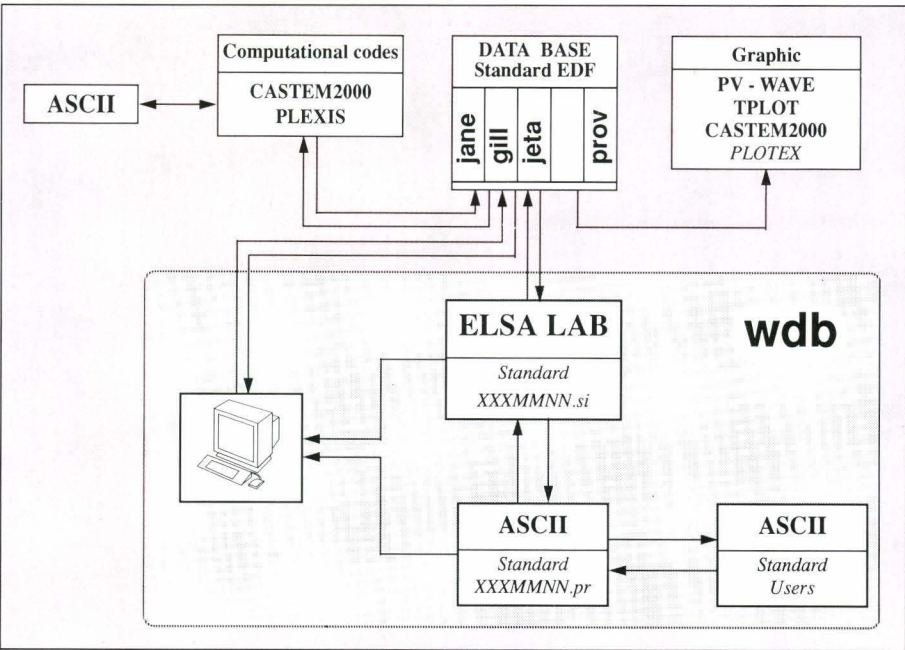 Computational codes
CASTEM2000
PLEXIS
ASCII
DATA BASE
Standard EDF
jane
gill
jeta
prov
Graphic
PV - WAVE
TPLOT
CASTEM2000
PLOTEX
wdb
ELSA LAB
Standard
XXXMMNN.si
ASCII
Standard
XXXMMNN.pr
ASCII
Standard
Users